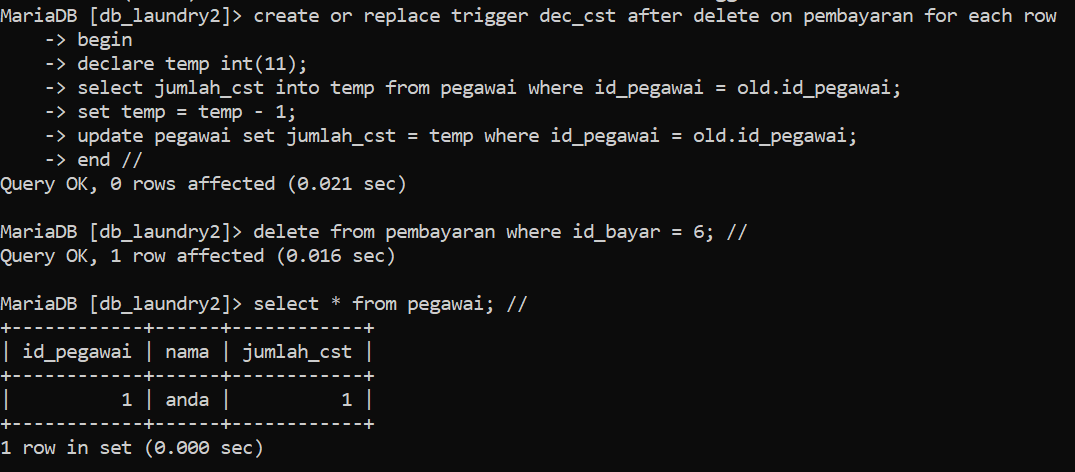 MariaDB [db_laundry2]> create or replace trigger dec_cst after delete on pembayaran for each row
    -> begin
    -> declare temp int(11);
    -> select jumlah_cst into temp from pegawai where id_pegawai = old.id_pegawai;
    -> set temp = temp - 1;
    -> update pegawai set jumlah_cst = temp where id_pegawai = old.id_pegawai;
    -> end //
Query OK, 0 rows affected (0.021 sec)

MariaDB [db_laundry2]> delete from pembayaran where id_bayar = 6; //
Query OK, 1 row affected (0.016 sec)

MariaDB [db_laundry2]> select * from pegawai; //
+------------+------+------------+
| id_pegawai | nama | jumlah_cst |
+------------+------+------------+
|          1 | anda |          1 |
+------------+------+------------+
1 row in set (0.000 sec)